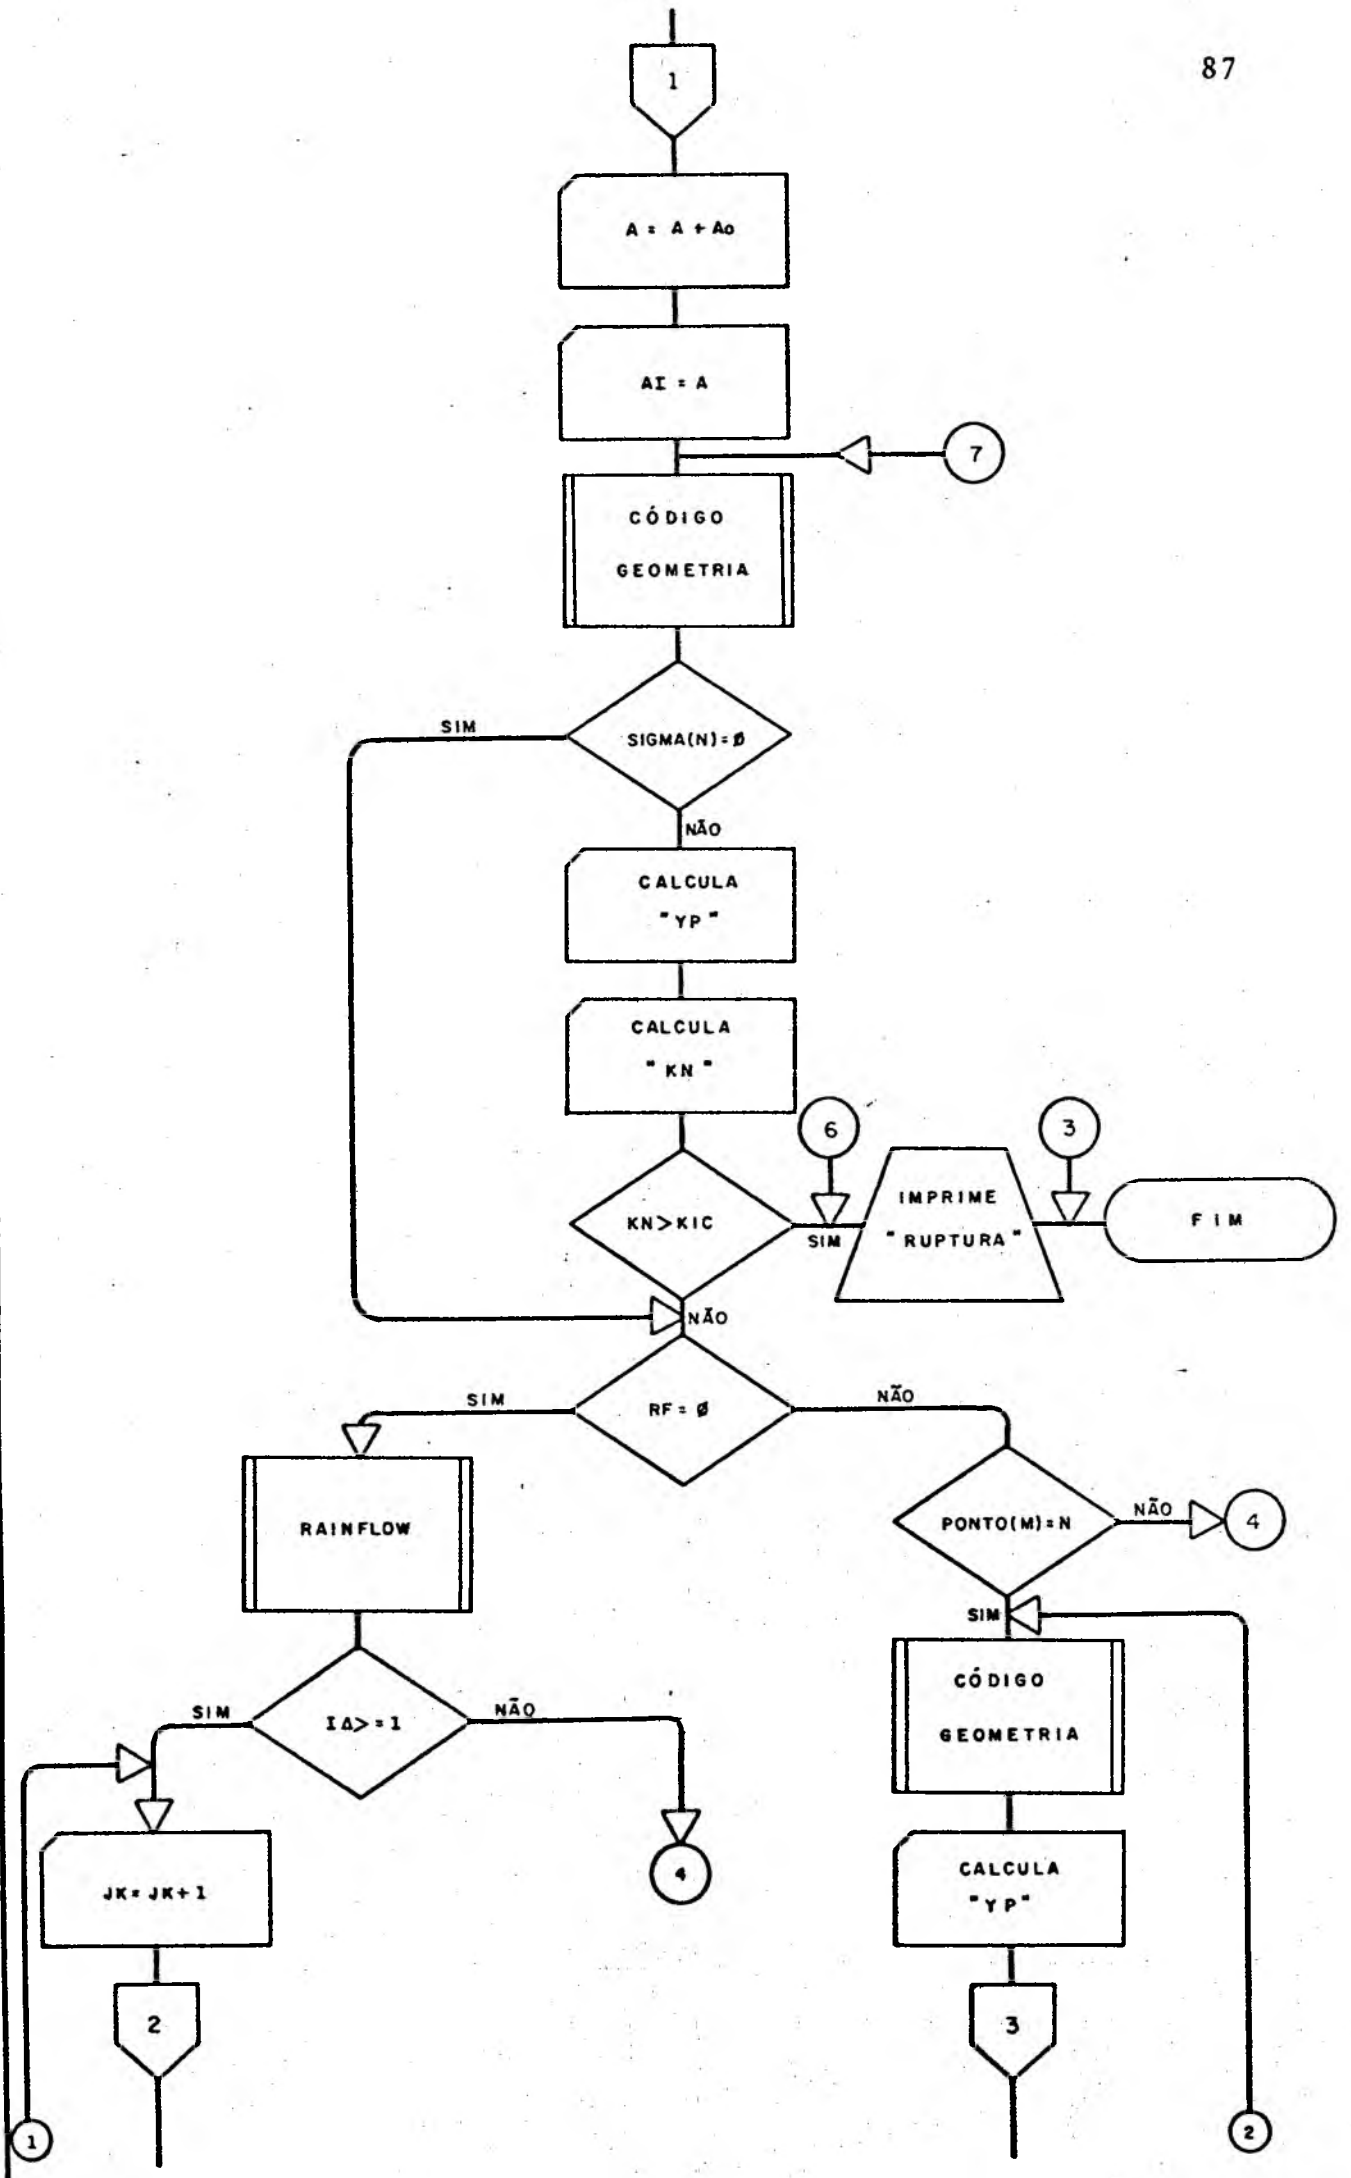 87
1
A = A + Ao
AI = A
7
CÓDIGO
GEOMETRIA
SIM
SIGMA(N)=Ø
NÃO
CALCULA
"YP"
CALCULA
"KN"
6
3
KN>KIC
SIM
IMPRIME
"RUPTURA"
FIM
NÃO
SIM
RF=Ø
NÃO
RAINFLOW
PONTO(M)=N
NÃO
4
SIM
CÓDIGO
GEOMETRIA
SIM
IΔ>=1
NÃO
JK=JK+1
4
CALCULA
"YP"
2
3
1
2